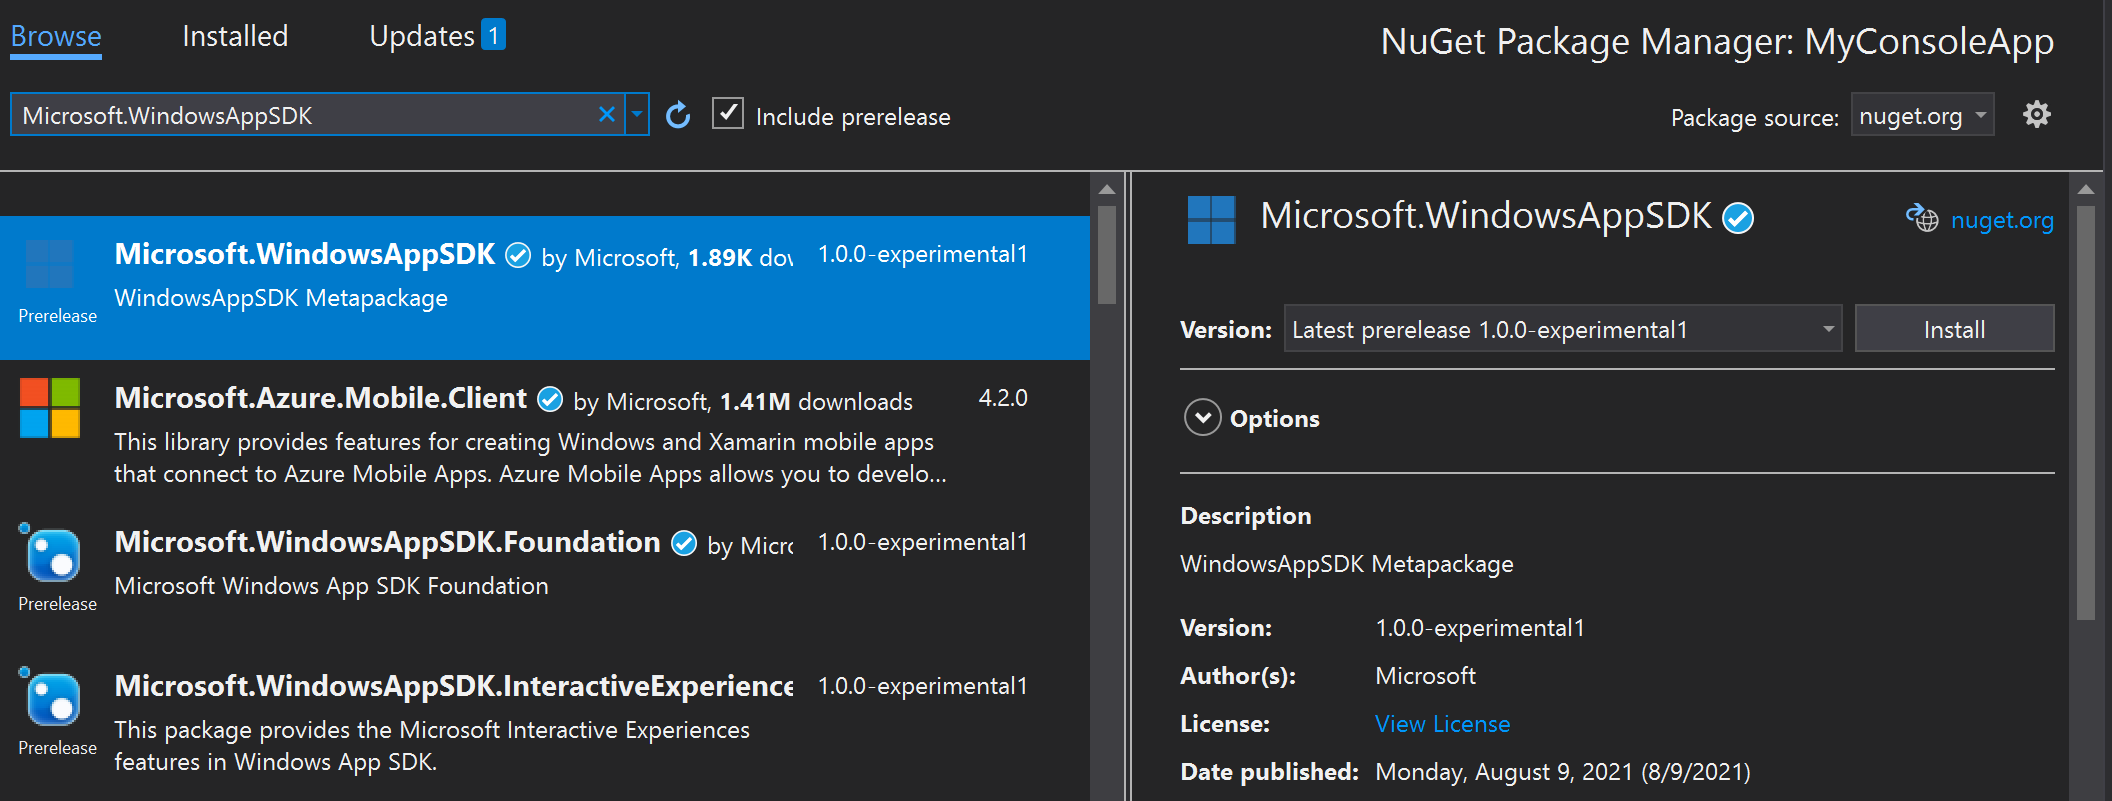 Browse Installed Updates 1
NuGet Package Manager: MyConsoleApp
Microsoft.WindowsAppSDK
Include prerelease
Package source: nuget.org
Microsoft.WindowsAppSDK by Microsoft, 1.89K 1.0.0-experimental1
WindowsAppSDK Metapackage
Prerelease
Microsoft.Azure.Mobile.Client by Microsoft, 1.41M downloads 4.2.0
This library provides features for creating Windows and Xamarin mobile apps
that connect to Azure Mobile Apps. Azure Mobile Apps allows you to develo...
Microsoft.WindowsAppSDK.Foundation by Micr 1.0.0-experimental1
Microsoft Windows App SDK Foundation
Prerelease
Microsoft.WindowsAppSDK.InteractiveExperience 1.0.0-experimental1
This package provides the Microsoft Interactive Experiences
features in Windows App SDK.
Prerelease
Microsoft.WindowsAppSDK nuget.org
Version: Latest prerelease 1.0.0-experimental1 Install
Options
Description
WindowsAppSDK Metapackage
Version: 1.0.0-experimental1
Author(s): Microsoft
License: View License
Date published: Monday, August 9, 2021 (8/9/2021)